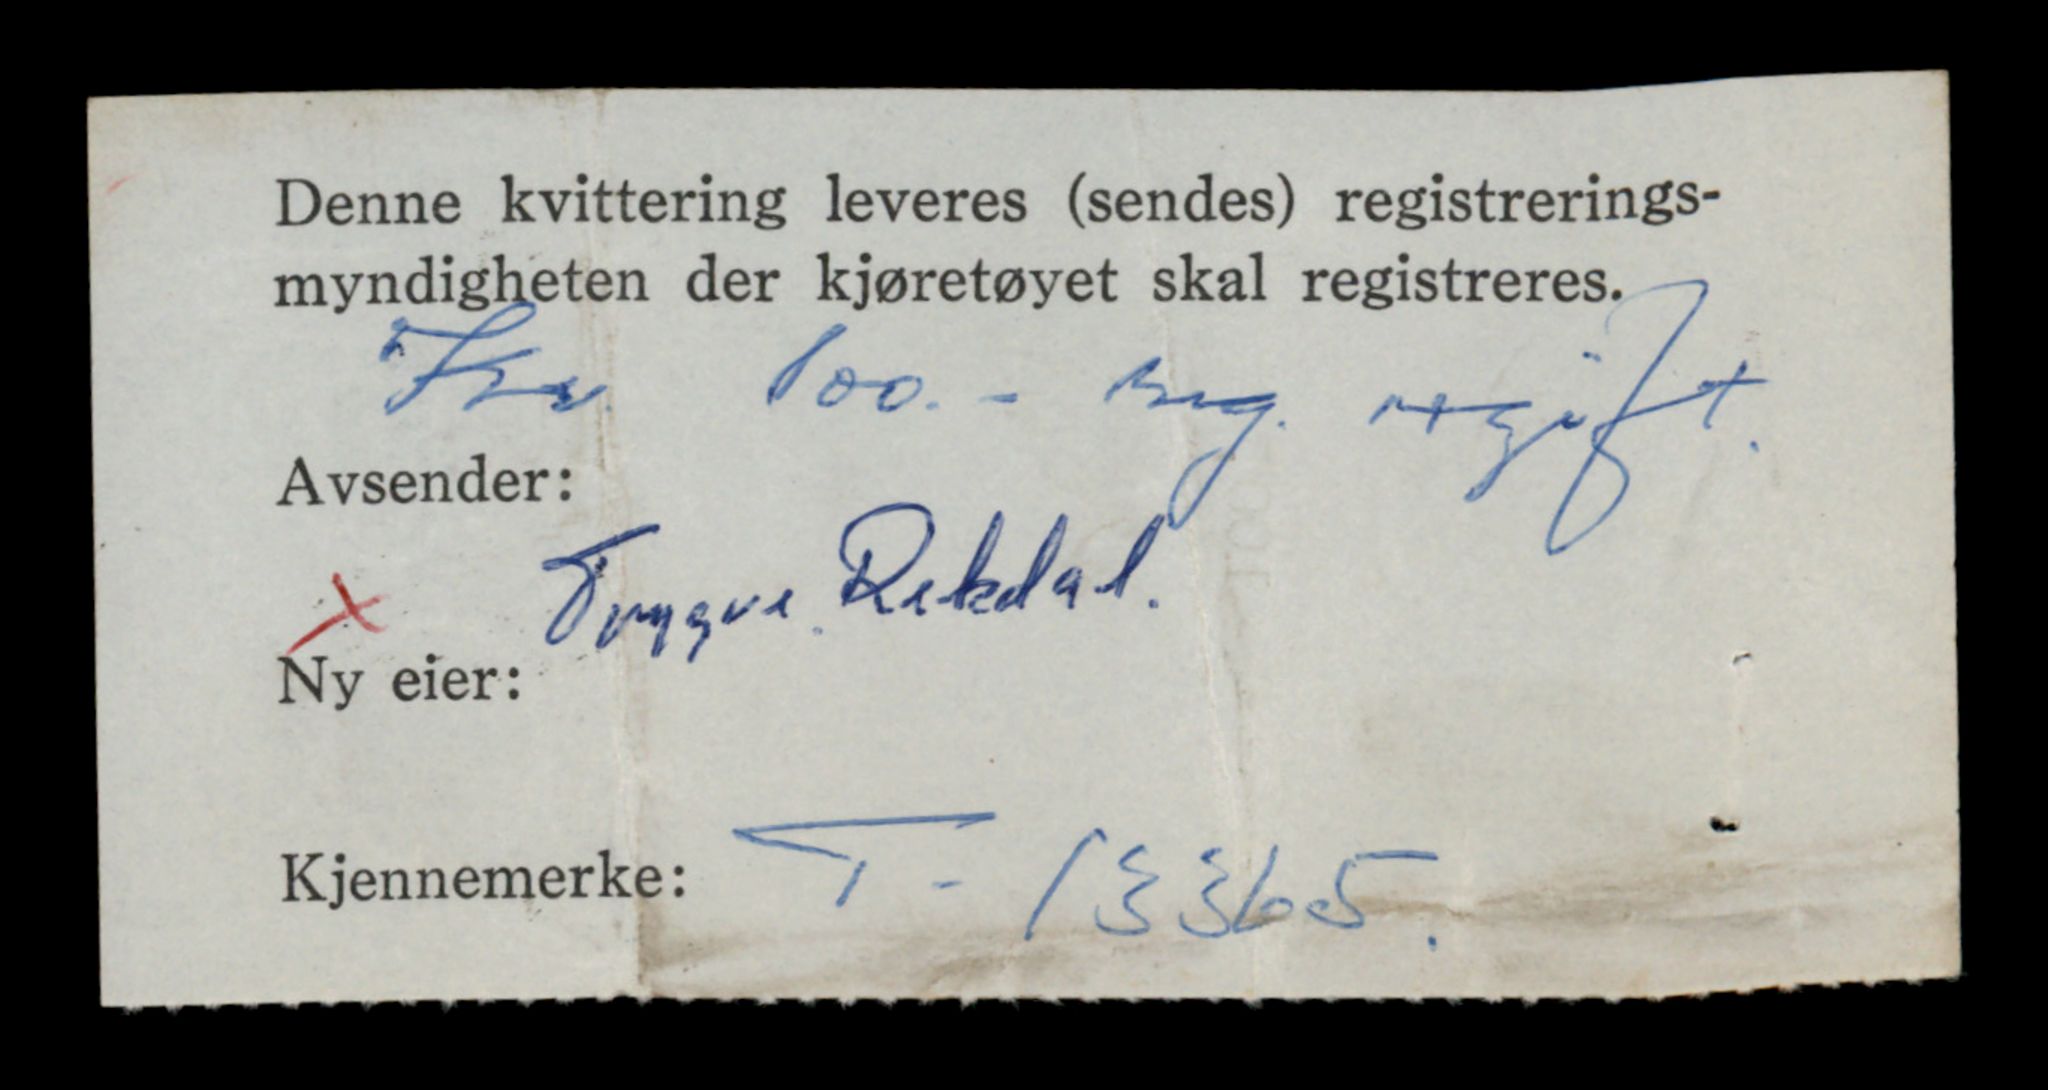 Denne kvittering leveres (sendes) registrerings-
myndigheten der kjøretøyet skal registreres.
Kr. 100.- reg. avgift.
Avsender:
Trygve Rekdal.
Ny eier:
Kjennemerke: T-13365.